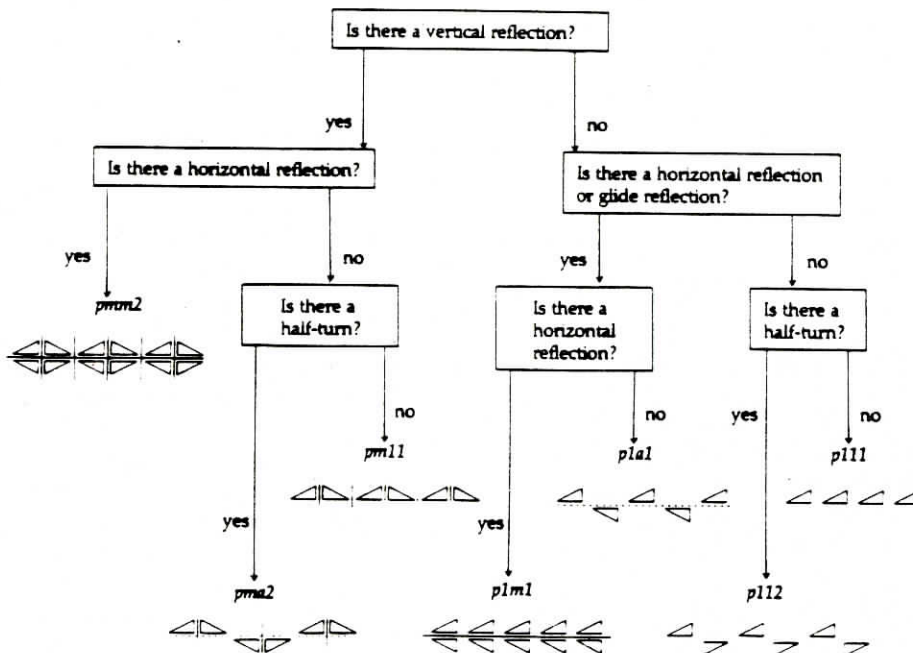 Is there a vertical reflection?
yes
no
Is there a horizontal reflection?
Is there a horizontal reflection
or glide reflection?
yes
no
yes
no
pmm2
Is there a
half-turn?
Is there a
horizontal
reflection?
Is there a
half-turn?
no
no
yes
no
pm11
p1a1
p111
yes
yes
pma2
p1m1
p112